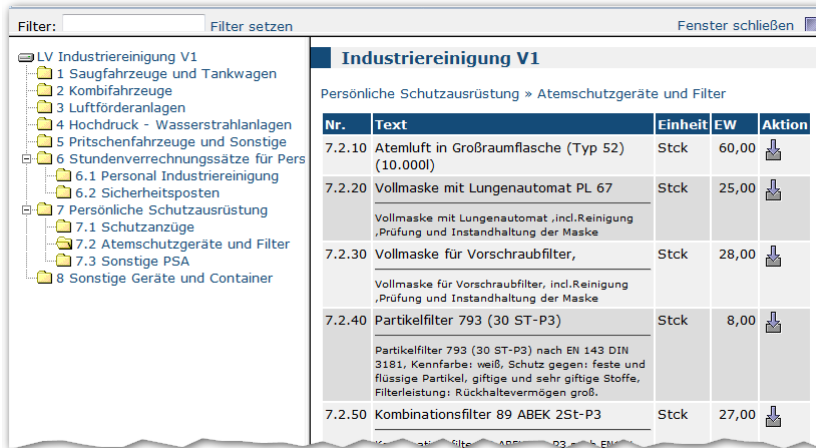 Filter:
Filter setzen
Fenster schließen
LV Industriereinigung V1
1 Saugfahrzeuge und Tankwagen
2 Kombifahrzeuge
3 Luftförderanlagen
4 Hochdruck - Wasserstrahlanlagen
5 Pritschenfahrzeuge und Sonstige
6 Stundenverrechnungssätze für Pers
6.1 Personal Industriereinigung
6.2 Sicherheitsposten
7 Persönliche Schutzausrüstung
7.1 Schutzanzüge
7.2 Atemschutzgeräte und Filter
7.3 Sonstige PSA
8 Sonstige Geräte und Container
Industriereinigung V1
Persönliche Schutzausrüstung » Atemschutzgeräte und Filter
Nr. Text Einheit EW Aktion
7.2.10 Atemluft in Großraumflasche (Typ 52) Stck 60,00
(10.000l)
7.2.20 Vollmaske mit Lungenautomat PL 67 Stck 25,00
Vollmaske mit Lungenautomat ,incl.Reinigung
,Prüfung und Instandhaltung der Maske
7.2.30 Vollmaske für Vorschraubfilter, Stck 28,00
Vollmaske für Vorschraubfilter, incl.Reinigung
,Prüfung und Instandhaltung der Maske
7.2.40 Partikelfilter 793 (30 ST-P3) Stck 8,00
Partikelfilter 793 (30 ST-P3) nach EN 143 DIN
3181, Kennfarbe: weiß, Schutz gegen: feste und
flüssige Partikel, giftige und sehr giftige Stoffe,
Filterleistung: Rückhaltevermögen groß.
7.2.50 Kombinationsfilter 89 ABEK 2St-P3 Stck 27,00